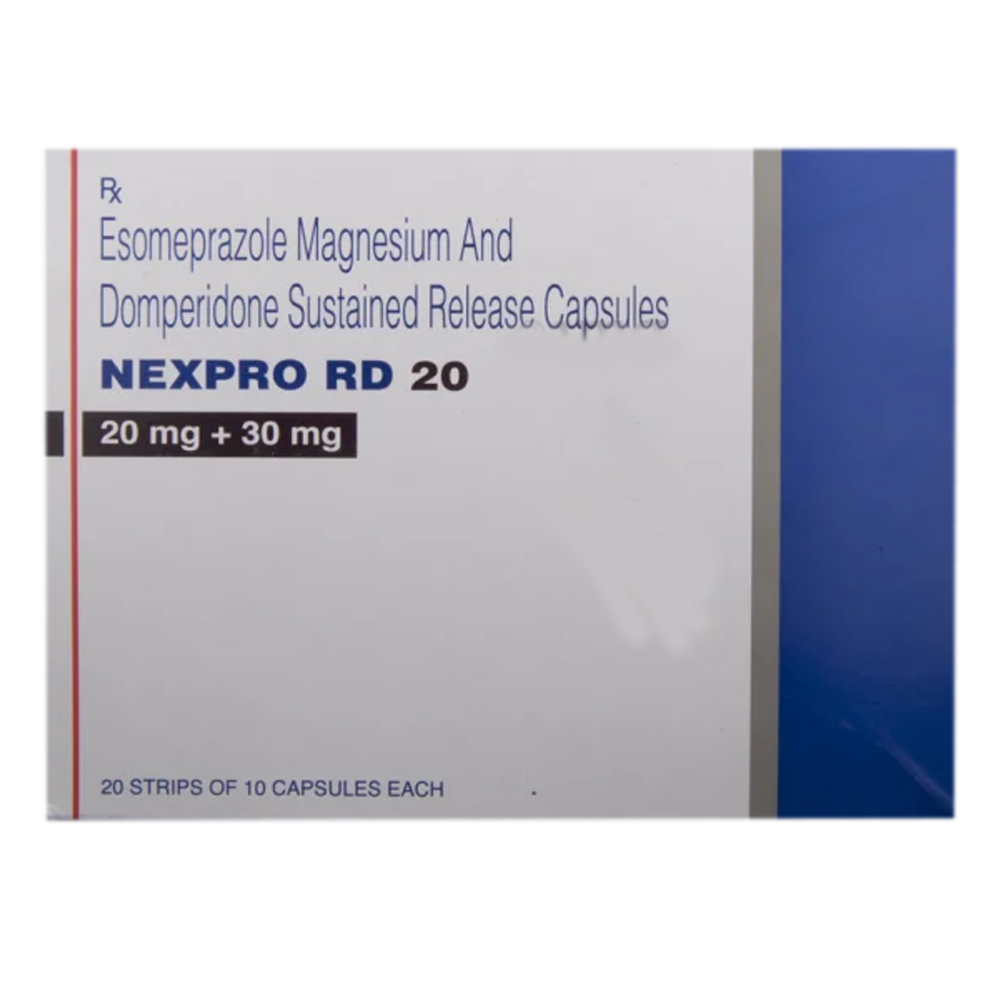 Rx
Esomeprazole Magnesium And
Domperidone Sustained Release Capsules
NEXPRO RD 20
20 mg + 30 mg
20 STRIPS OF 10 CAPSULES EACH